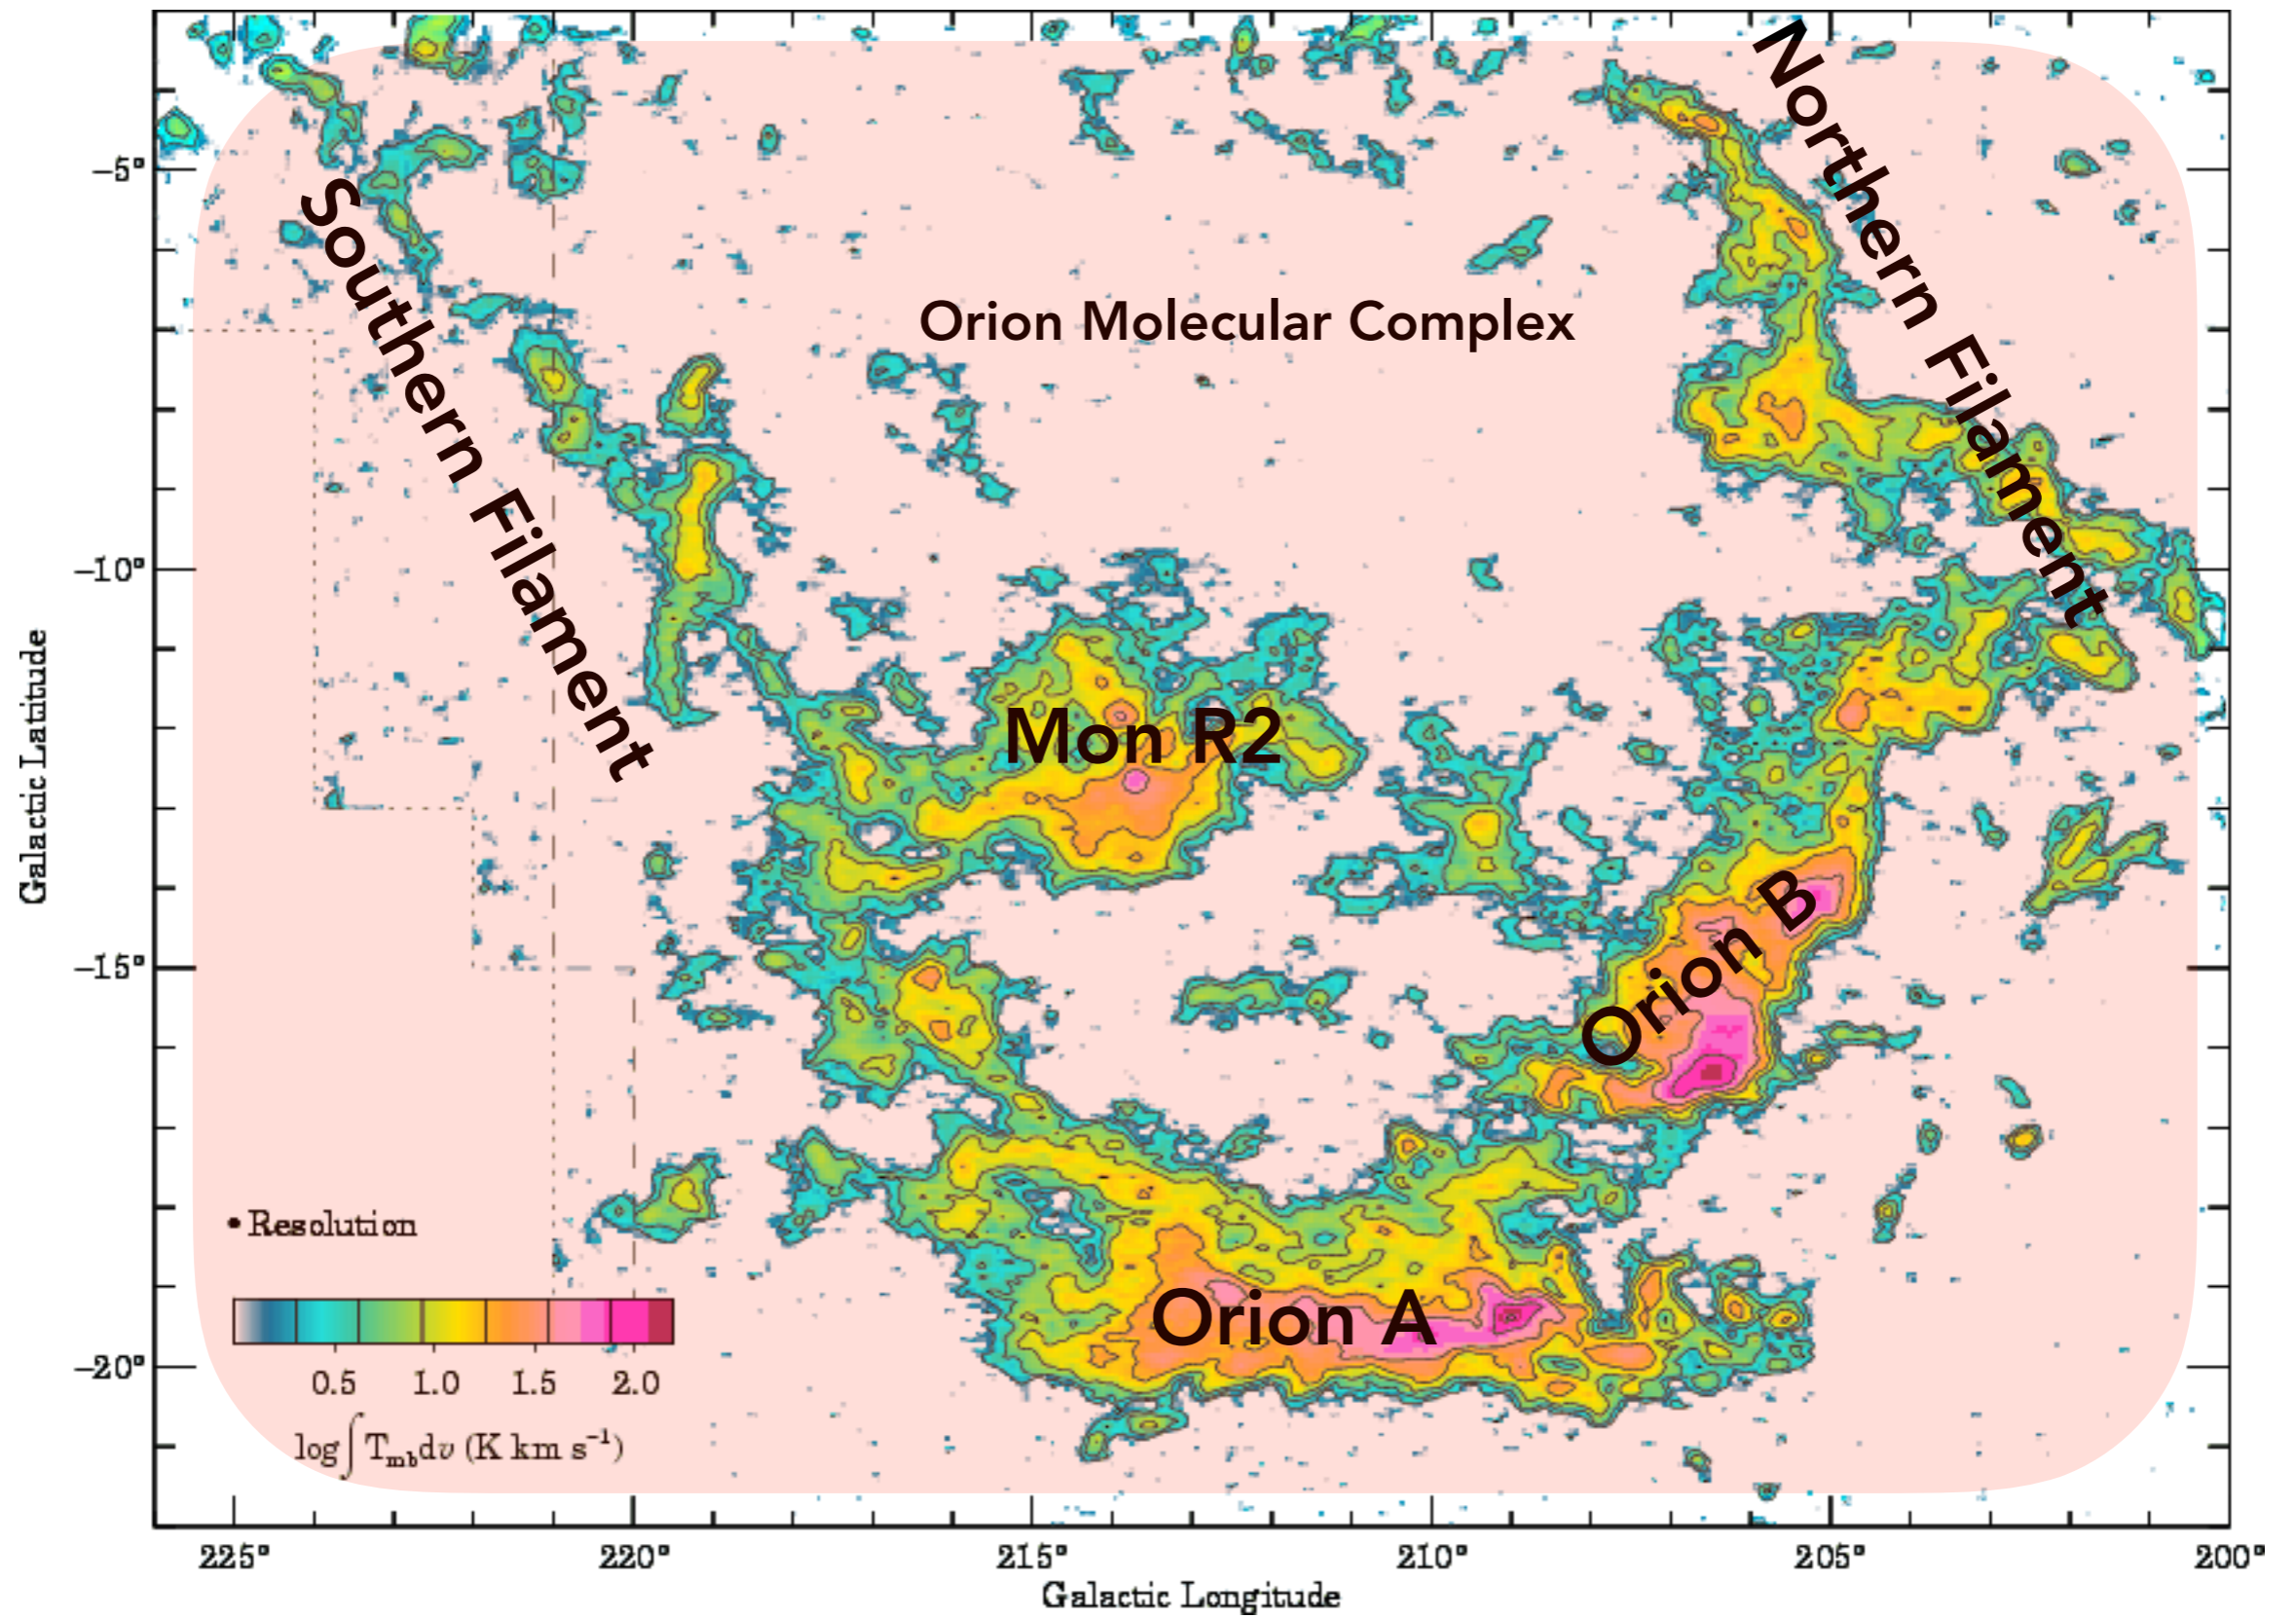 Northern Filament
−5°
Southern Filament
Orion Molecular Complex
−10°
Galactic Latitude
Mon R2
Orion B
−15°
• Resolution
Orion A
−20°
0.5 1.0 1.5 2.0
log∫T_mb dv (K km s⁻¹)
225° 220° 215° 210° 205° 200°
Galactic Longitude